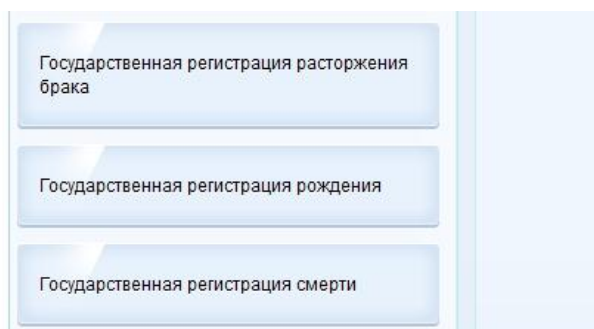 Государственная регистрация расторжения
брака
Государственная регистрация рождения
Государственная регистрация смерти